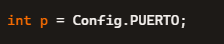 int p = Config.PUERTO;